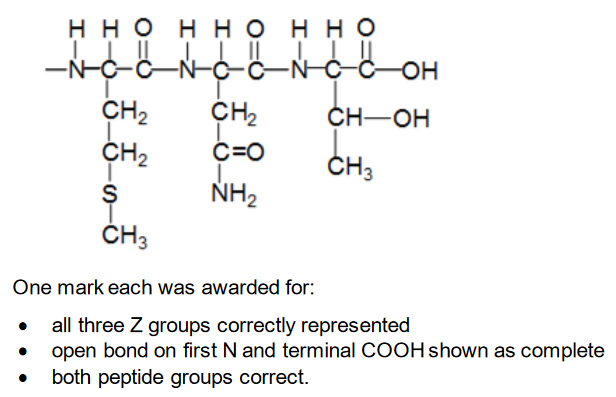 H H O H H O H H O
–N–C–C–N–C–C–N–C–C–OH
CH₂ CH₂ CH–OH
CH₂ C=O CH₃
S NH₂
CH₃
One mark each was awarded for:
• all three Z groups correctly represented
• open bond on first N and terminal COOH shown as complete
• both peptide groups correct.